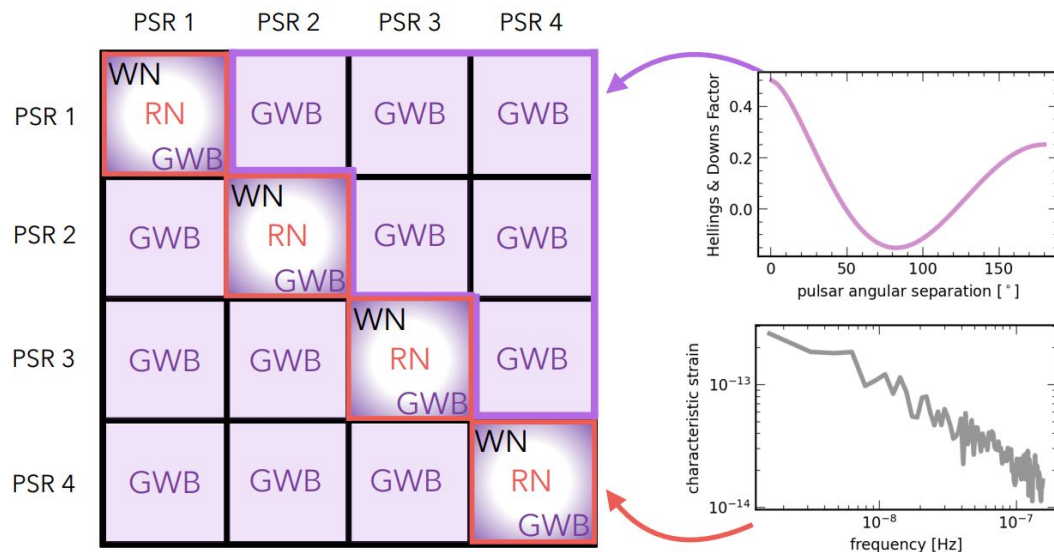 PSR 1 PSR 2 PSR 3 PSR 4
PSR 1
WN
RN
GWB
GWB
GWB
GWB
PSR 2
GWB
WN
RN
GWB
GWB
GWB
PSR 3
GWB
GWB
WN
RN
GWB
GWB
PSR 4
GWB
GWB
GWB
WN
RN
GWB
Hellings & Downs Factor
0.4
0.2
0.0
0 50 100 150
pulsar angular separation [°]
characteristic strain
10⁻¹³
10⁻¹⁴
10⁻⁸ 10⁻⁷
frequency [Hz]